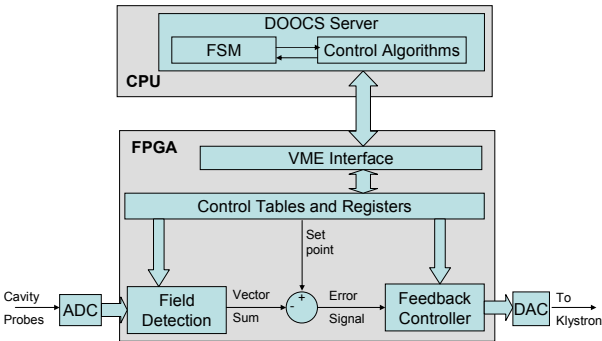 DOOCS Server
FSM
Control Algorithms
CPU
FPGA
VME Interface
Control Tables and Registers
Set
point
Cavity
Probes
ADC
Field
Detection
Vector
Sum
- +
Error
Signal
Feedback
Controller
DAC
To
Klystron